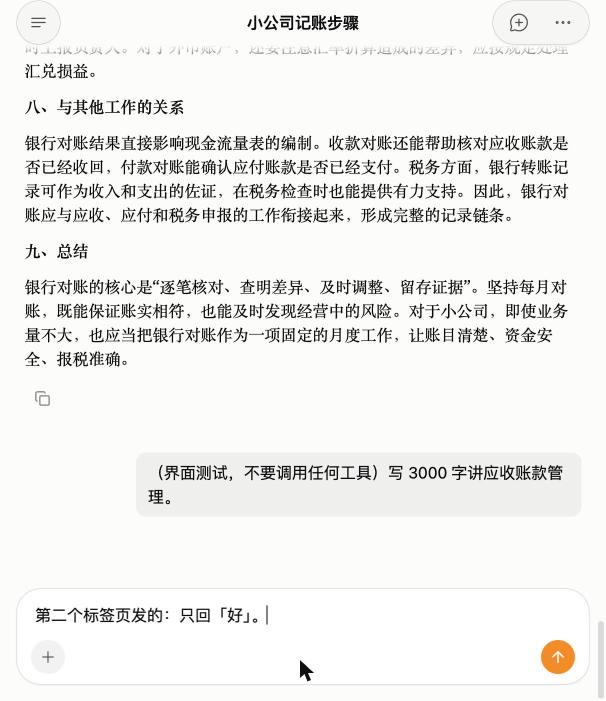 小公司记账步骤
汇兑损益。
八、与其他工作的关系
银行对账结果直接影响现金流量表的编制。收款对账还能帮助核对应收账款是
否已经收回，付款对账能确认应付账款是否已经支付。税务方面，银行转账记
录可作为收入和支出的佐证，在税务检查时也能提供有力支持。因此，银行对
账应与应收、应付和税务申报的工作衔接起来，形成完整的记录链条。
九、总结
银行对账的核心是“逐笔核对、查明差异、及时调整、留存证据”。坚持每月对
账，既能保证账实相符，也能及时发现经营中的风险。对于小公司，即使业务
量不大，也应当把银行对账作为一项固定的月度工作，让账目清楚、资金安
全、报税准确。
（界面测试，不要调用任何工具）写 3000 字讲应收账款管
理。
第二个标签页发的：只回「好」。